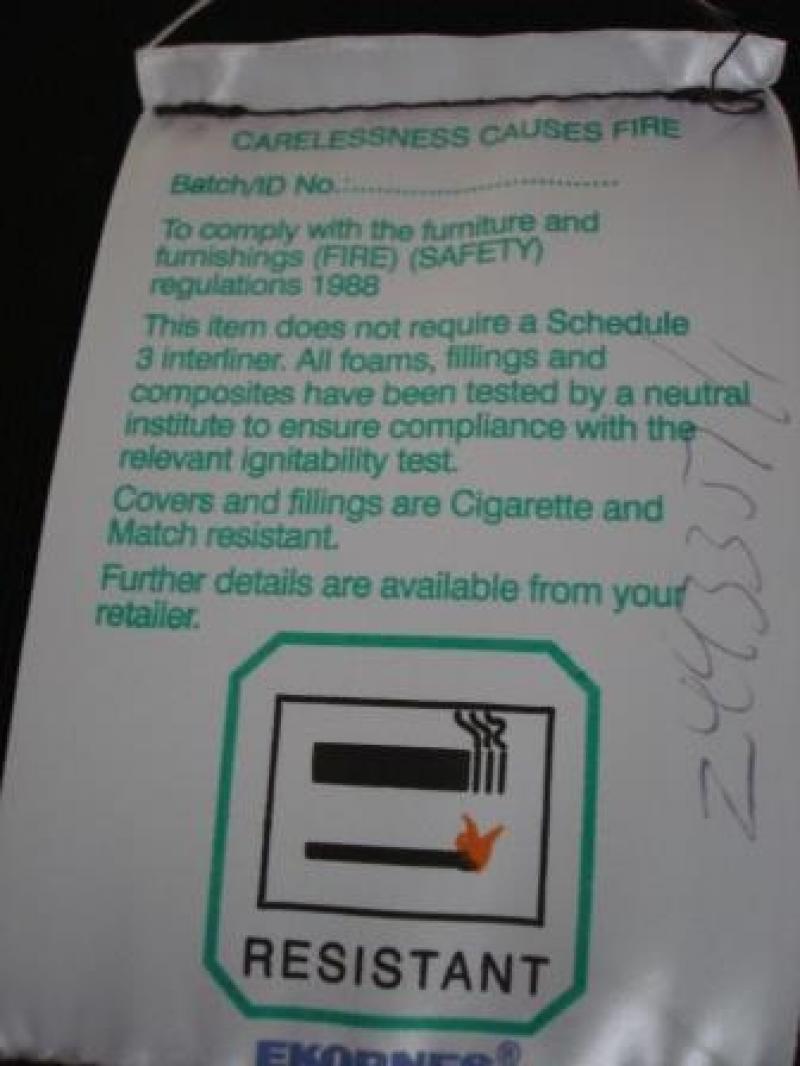 CARELESSNESS CAUSES FIRE
Batch/ID No.:......................................
To comply with the furniture and
furnishings (FIRE) (SAFETY)
regulations 1988
This item does not require a Schedule
3 interliner. All foams, fillings and
composites have been tested by a neutral
institute to ensure compliance with the
relevant ignitability test.
Covers and fillings are Cigarette and
Match resistant.
Further details are available from your
retailer.
RESISTANT
EKORNES®